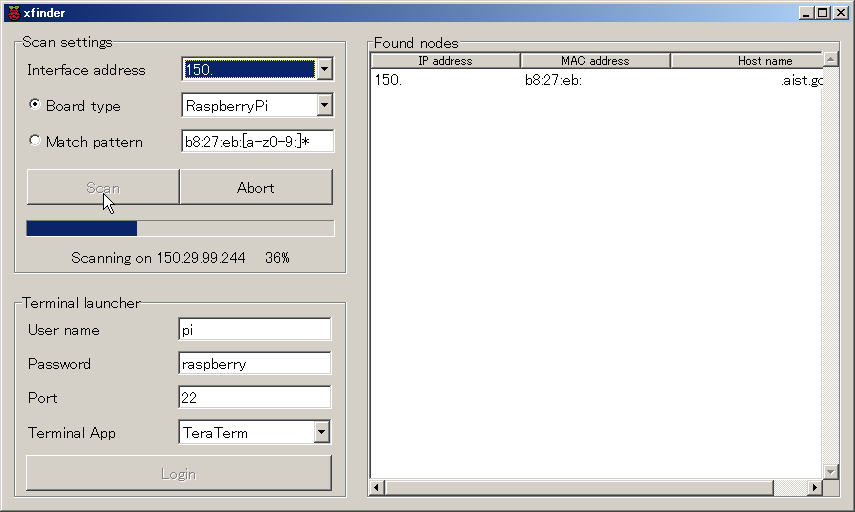 xfinder
Scan settings
Interface address 150.
Board type RaspberryPi
Match pattern b8:27:eb:[a-z0-9:]*
Scan Abort
Scanning on 150.29.99.244 36%
Terminal launcher
User name pi
Password raspberry
Port 22
Terminal App TeraTerm
Login
Found nodes
IP address MAC address Host name
150. b8:27:eb: .aist.go